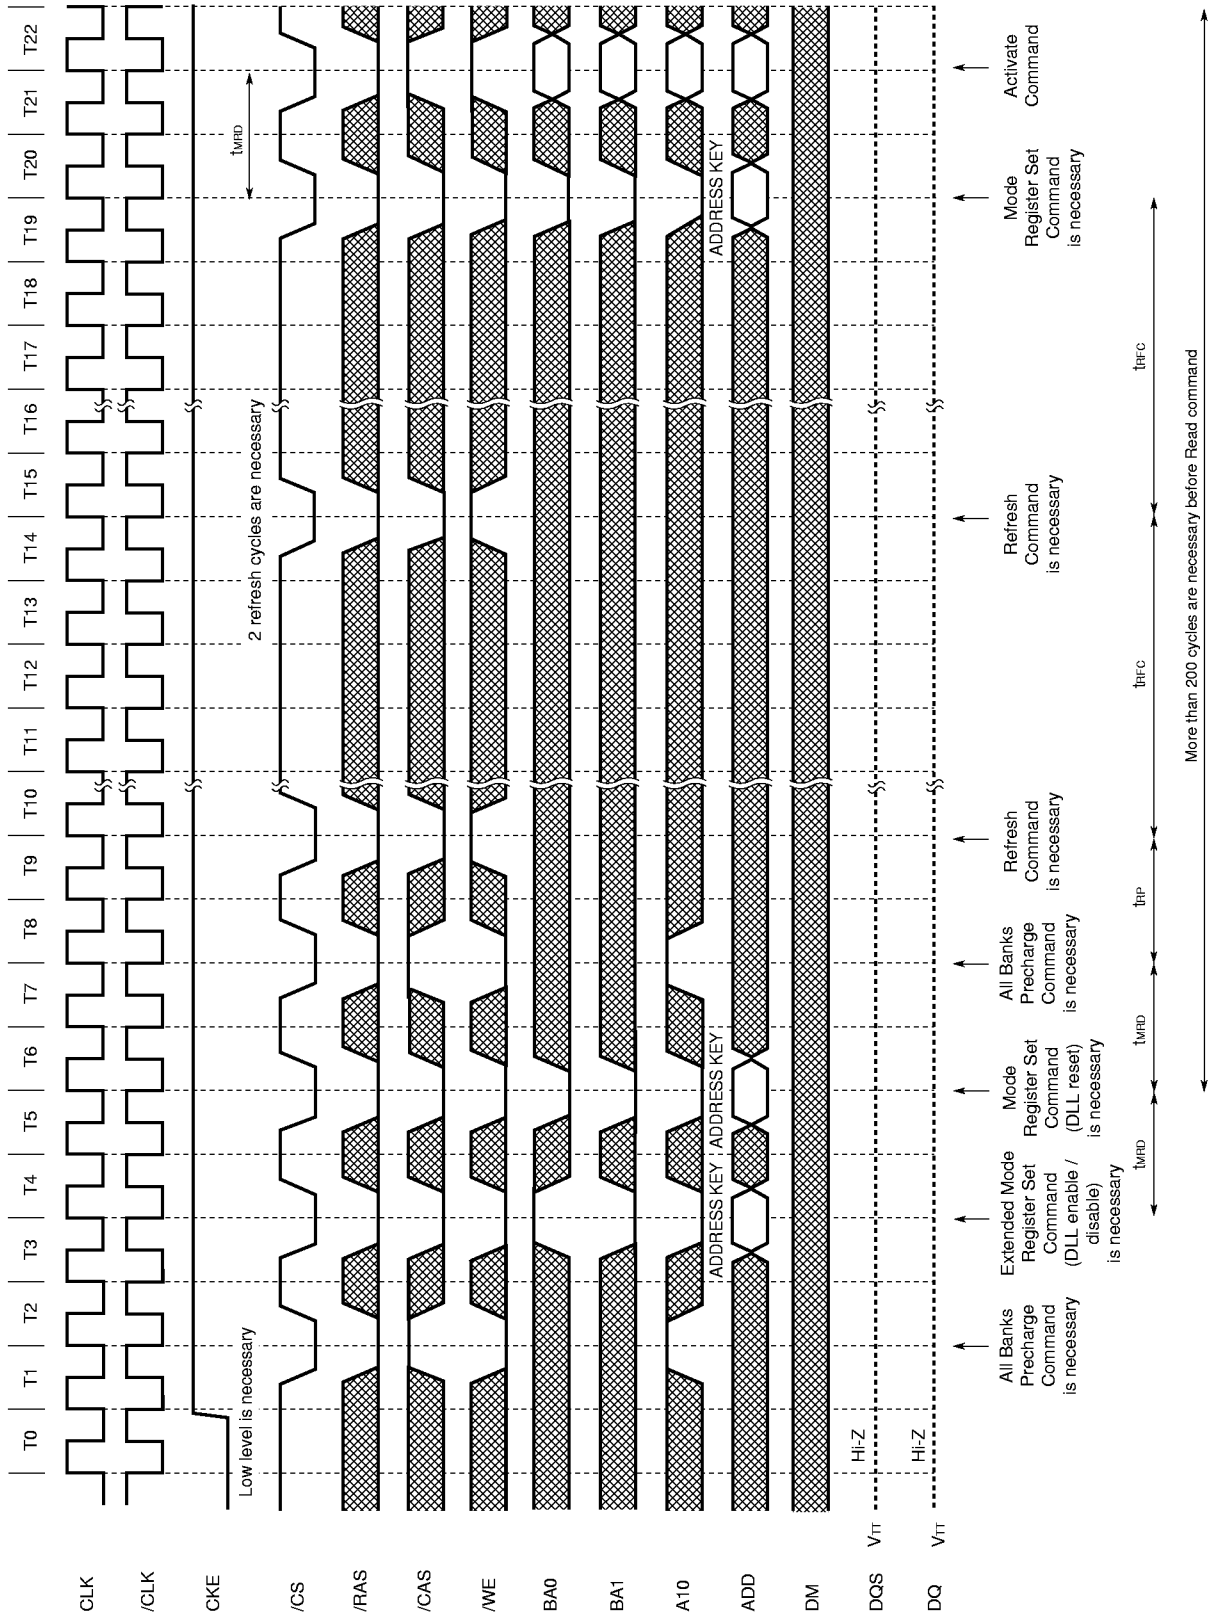 CLK
/CLK
CKE
/CS
/RAS
/CAS
/WE
BA0
BA1
A10
ADD
DM
DQS
DQ
VTT
VTT
T0
T1
T2
T3
T4
T5
T6
T7
T8
T9
T10
T11
T12
T13
T14
T15
T16
T17
T18
T19
T20
T21
T22
Low level is necessary
2 refresh cycles are necessary
tMRD
ADDRESS KEY
ADDRESS KEY
ADDRESS KEY
Hi-Z
Hi-Z
All Banks
Precharge
Command
is necessary
Extended Mode
Register Set
Command
(DLL enable /
disable)
is necessary
Mode
Register Set
Command
(DLL reset)
is necessary
All Banks
Precharge
Command
is necessary
Refresh
Command
is necessary
Refresh
Command
is necessary
Mode
Register Set
Command
is necessary
Activate
Command
tMRD
tMRD
tRP
tRFC
tRFC
More than 200 cycles are necessary before Read command